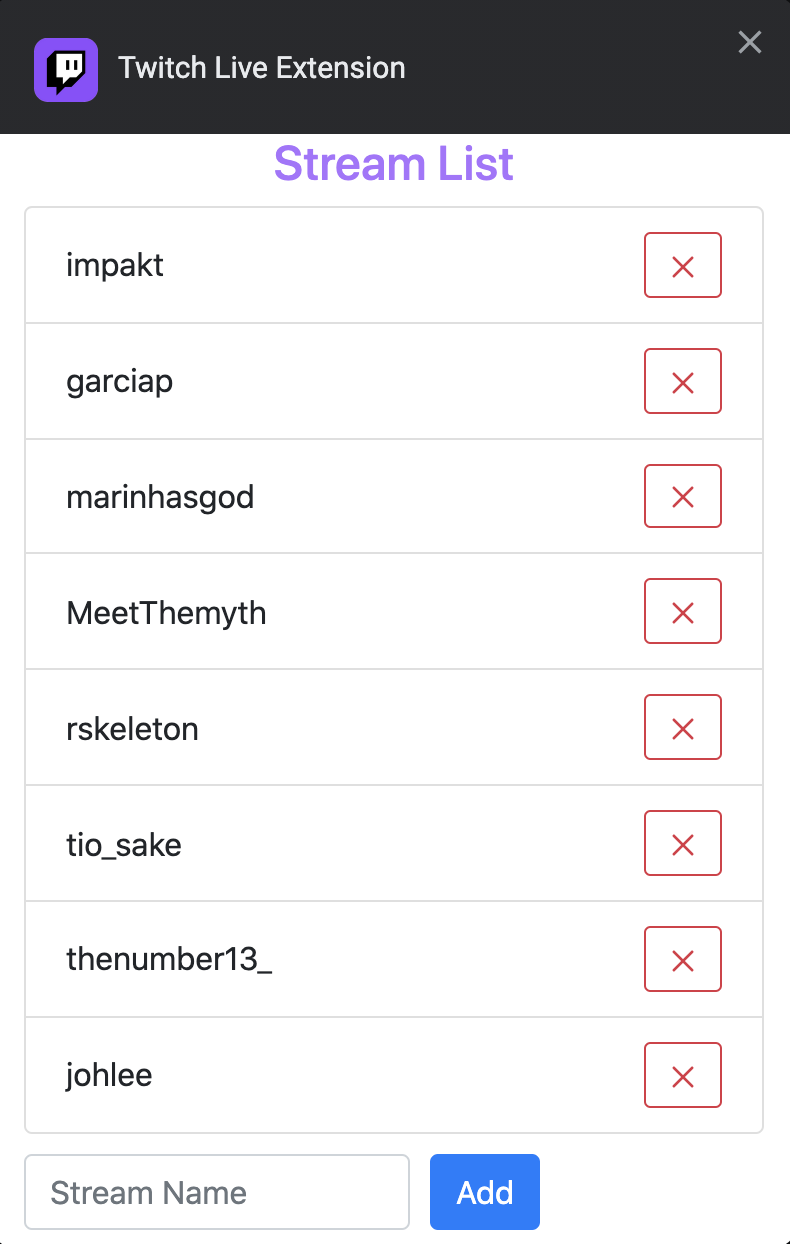 Twitch Live Extension
Stream List
impakt
garciap
marinhasgod
MeetThemyth
rskeleton
tio_sake
thenumber13_
johlee
Stream Name
Add